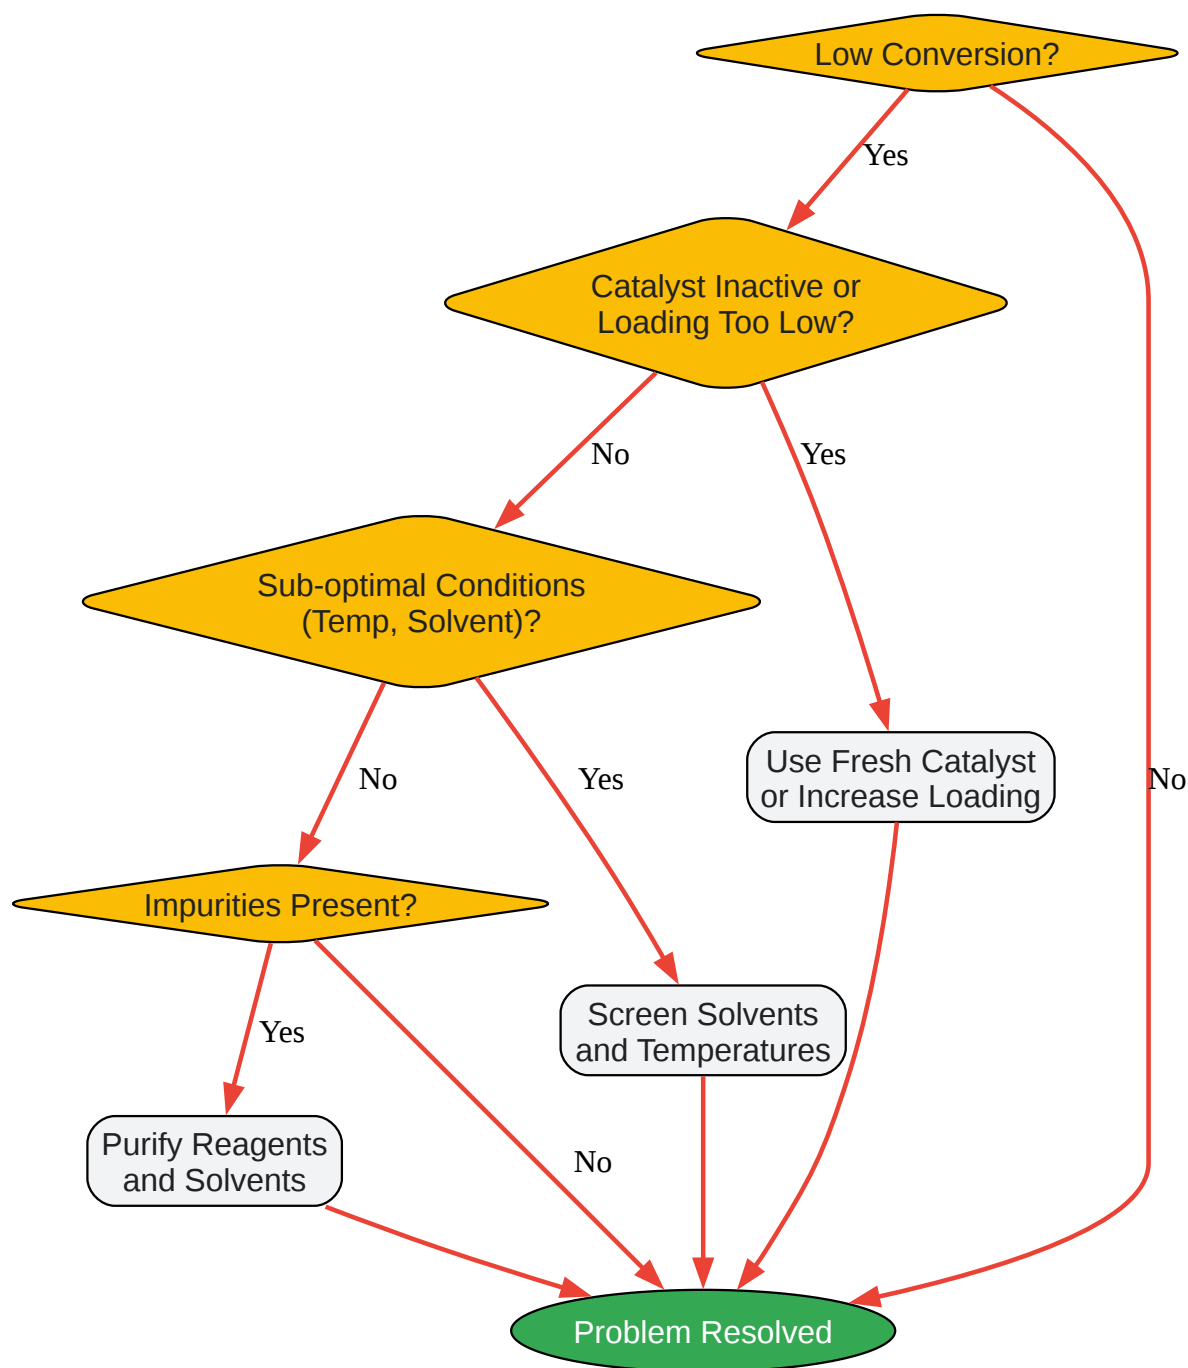 Low Conversion?
Yes
Catalyst Inactive or
Loading Too Low?
No
Yes
Sub-optimal Conditions
(Temp, Solvent)?
Use Fresh Catalyst
or Increase Loading
No
Yes
No
Impurities Present?
Screen Solvents
and Temperatures
Yes
Purify Reagents
and Solvents
No
Problem Resolved